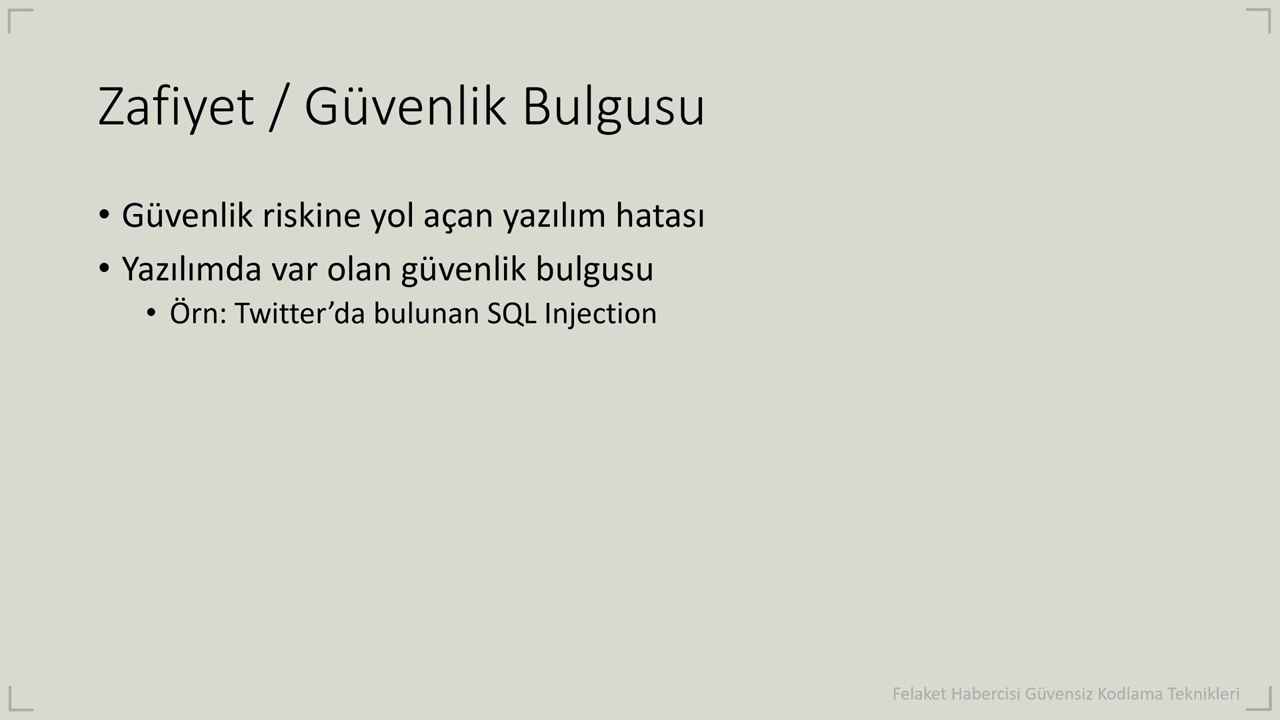 Zafiyet / Güvenlik Bulgusu
• Güvenlik riskine yol açan yazılım hatası
• Yazılımda var olan güvenlik bulgusu
• Örn: Twitter’da bulunan SQL Injection
Felaket Habercisi Güvensiz Kodlama Teknikleri